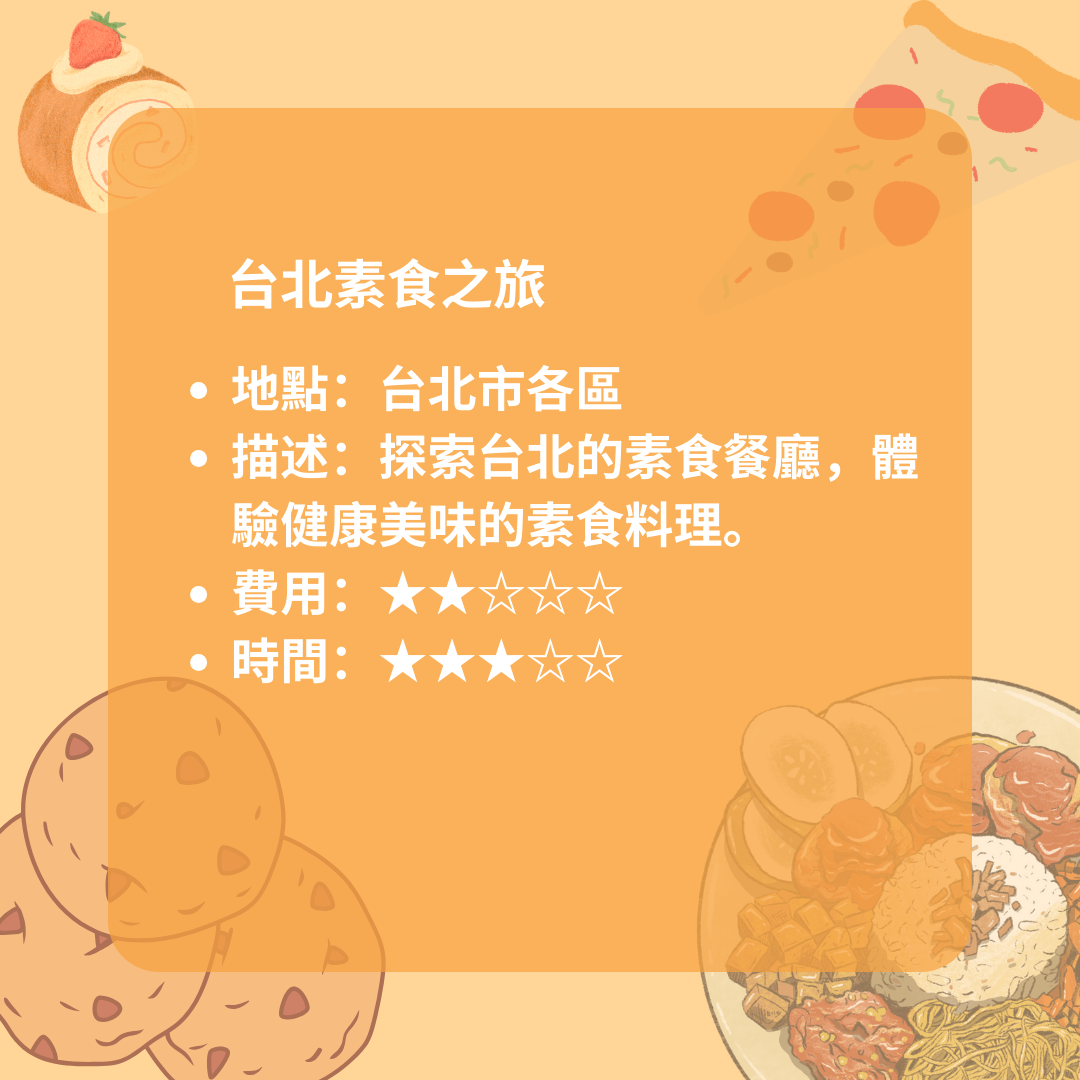 台北素食之旅
• 地點：台北市各區
• 描述：探索台北的素食餐廳，體
驗健康美味的素食料理。
• 費用：★★☆☆☆
• 時間：★★★☆☆